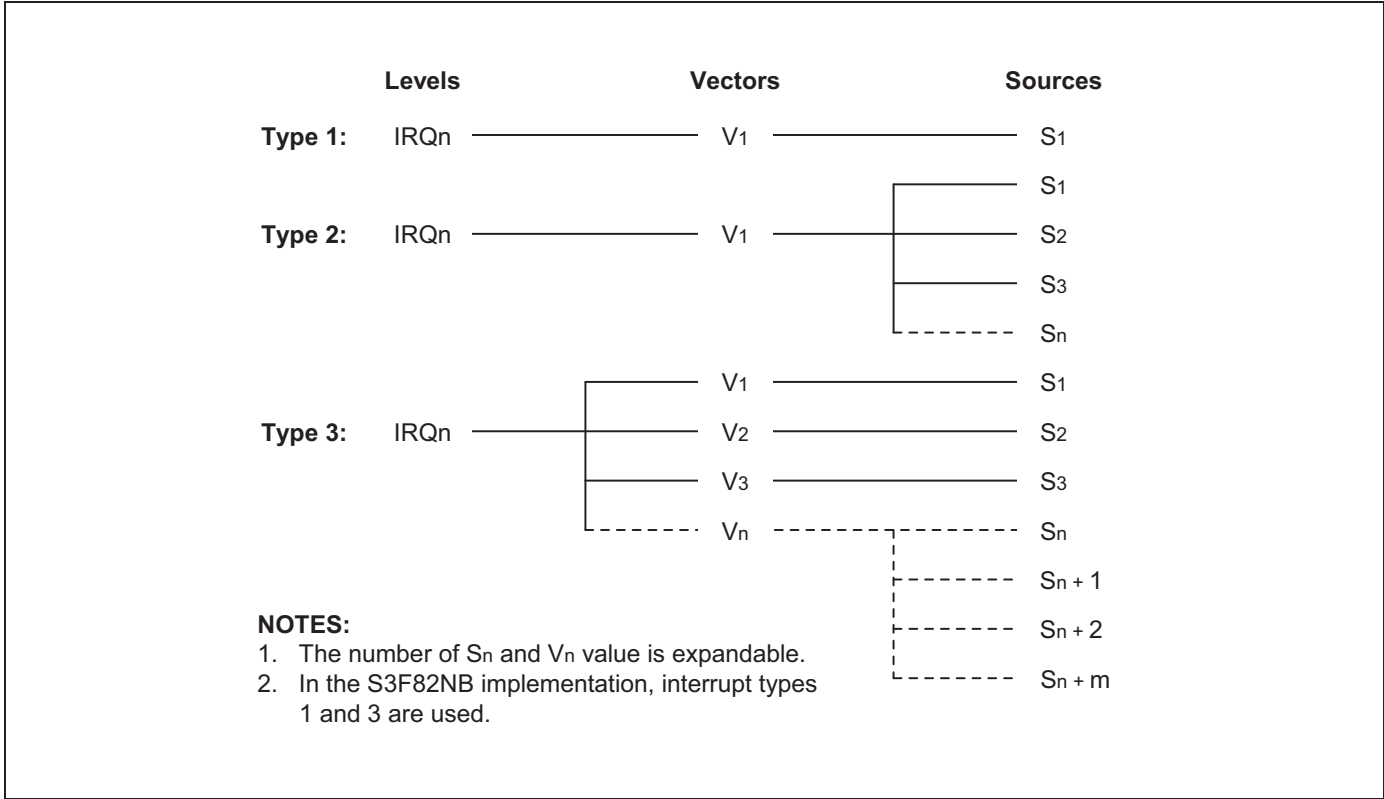 Levels Vectors Sources
Type 1: IRQn V1 S1
S1
Type 2: IRQn V1 S2
S3
Sn
V1 S1
Type 3: IRQn V2 S2
V3 S3
Vn Sn
Sn + 1
NOTES:
Sn + 2
1. The number of Sn and Vn value is expandable.
2. In the S3F82NB implementation, interrupt types
Sn + m
1 and 3 are used.